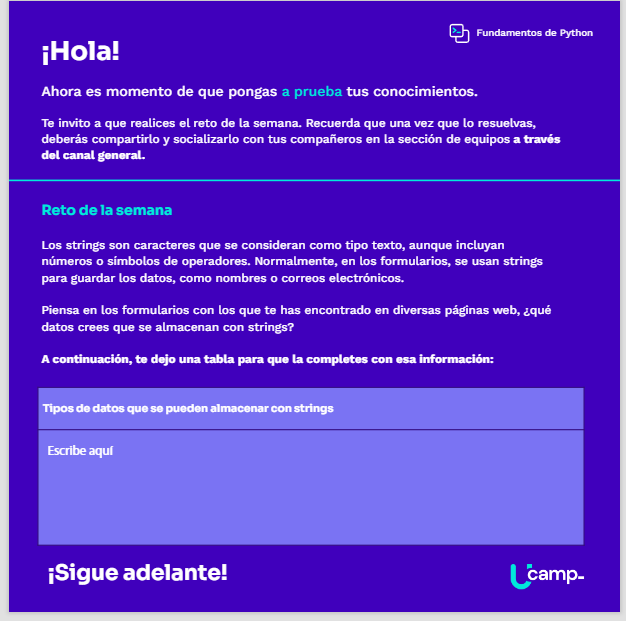 Fundamentos de Python
¡Hola!
Ahora es momento de que pongas a prueba tus conocimientos.
Te invito a que realices el reto de la semana. Recuerda que una vez que lo resuelvas,
deberás compartirlo y socializarlo con tus compañeros en la sección de equipos a través
del canal general.
Reto de la semana
Los strings son caracteres que se consideran como tipo texto, aunque incluyan
números o símbolos de operadores. Normalmente, en los formularios, se usan strings
para guardar los datos, como nombres o correos electrónicos.
Piensa en los formularios con los que te has encontrado en diversas páginas web, ¿qué
datos crees que se almacenan con strings?
A continuación, te dejo una tabla para que la completes con esa información:
Tipos de datos que se pueden almacenar con strings
Escribe aquí
¡Sigue adelante!
Ucamp_